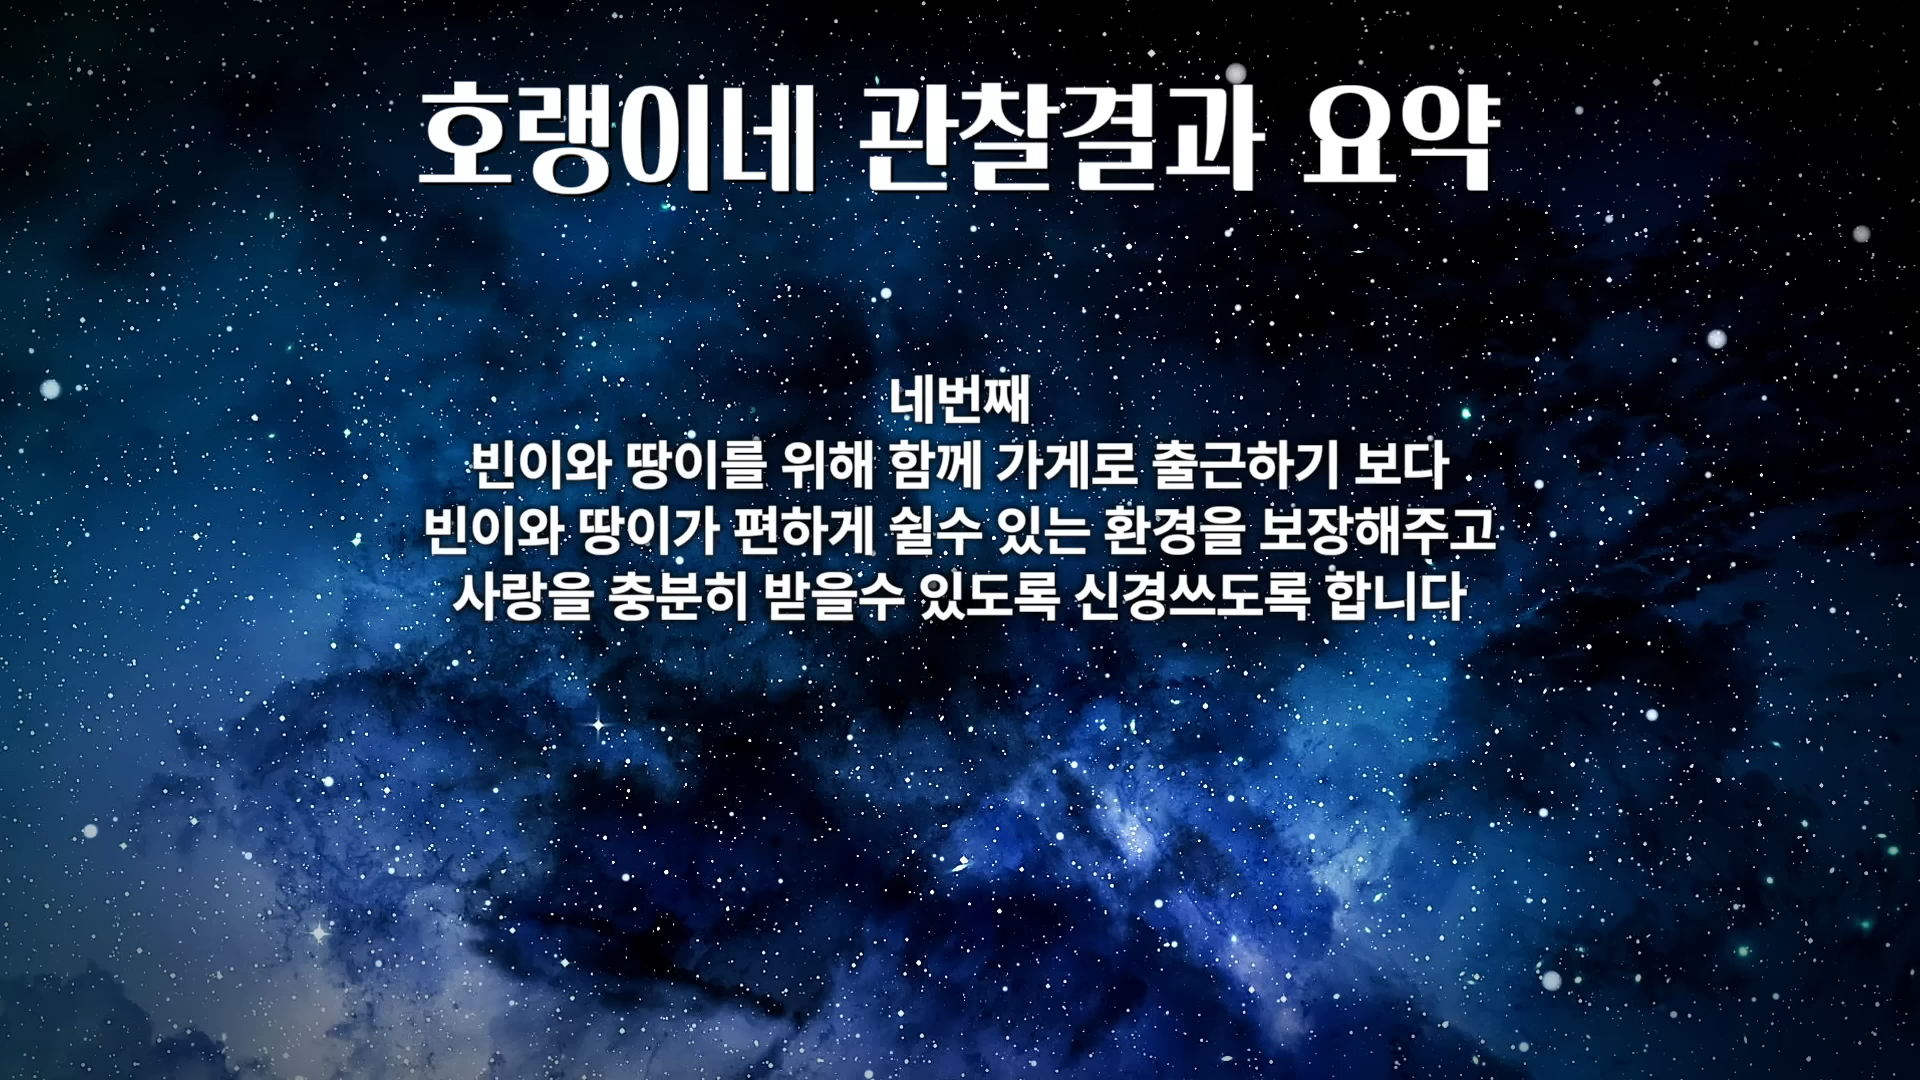 호랭이네 관찰결과 요약
네번째
빈이와 땅이를 위해 함께 가게로 출근하기 보다
빈이와 땅이가 편하게 쉴수 있는 환경을 보장해주고
사랑을 충분히 받을수 있도록 신경쓰도록 합니다